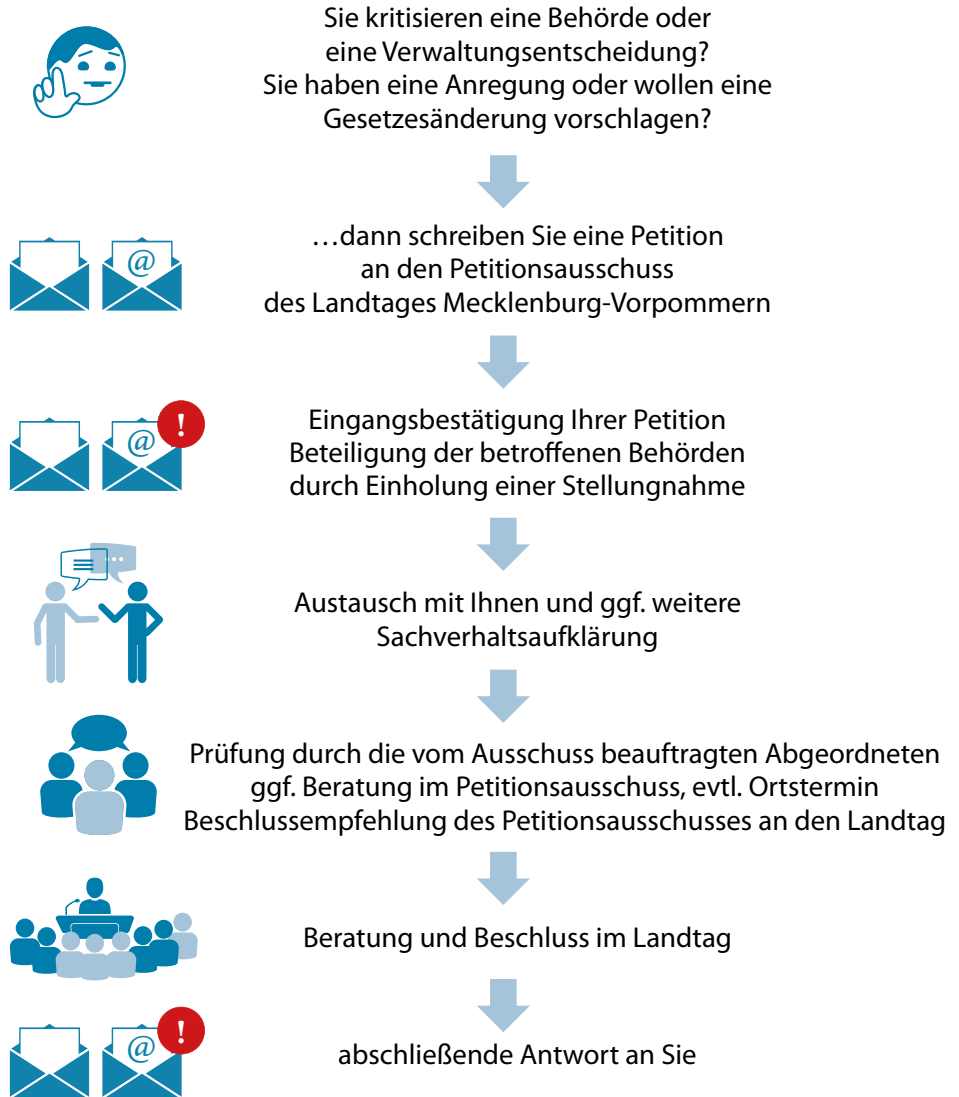 Sie kritisieren eine Behörde oder
eine Verwaltungsentscheidung?
Sie haben eine Anregung oder wollen eine
Gesetzesänderung vorschlagen?
…dann schreiben Sie eine Petition
an den Petitionsausschuss
des Landtages Mecklenburg-Vorpommern
@
Eingangsbestätigung Ihrer Petition
Beteiligung der betroffenen Behörden
durch Einholung einer Stellungnahme
@ !
Austausch mit Ihnen und ggf. weitere
Sachverhaltsaufklärung
Prüfung durch die vom Ausschuss beauftragten Abgeordneten
ggf. Beratung im Petitionsausschuss, evtl. Ortstermin
Beschlussempfehlung des Petitionsausschusses an den Landtag
Beratung und Beschluss im Landtag
@ !
abschließende Antwort an Sie